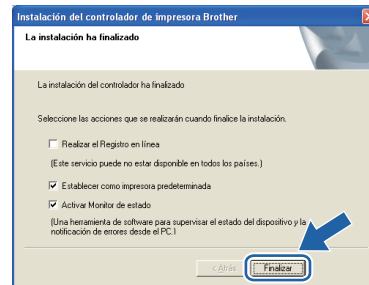 Instalación del controlador de impresora Brother
La instalación ha finalizado
La instalación del controlador ha finalizado
Seleccione las acciones que se realizarán cuando finalice la instalación.
Realizar el Registro en línea
(Este servicio puede no estar disponible en todos los países.)
Establecer como impresora predeterminada
Activar Monitor de estado
(Una herramienta de software para supervisar el estado del dispositivo y la
notificación de errores desde el PC.)
< Atrás
Finalizar